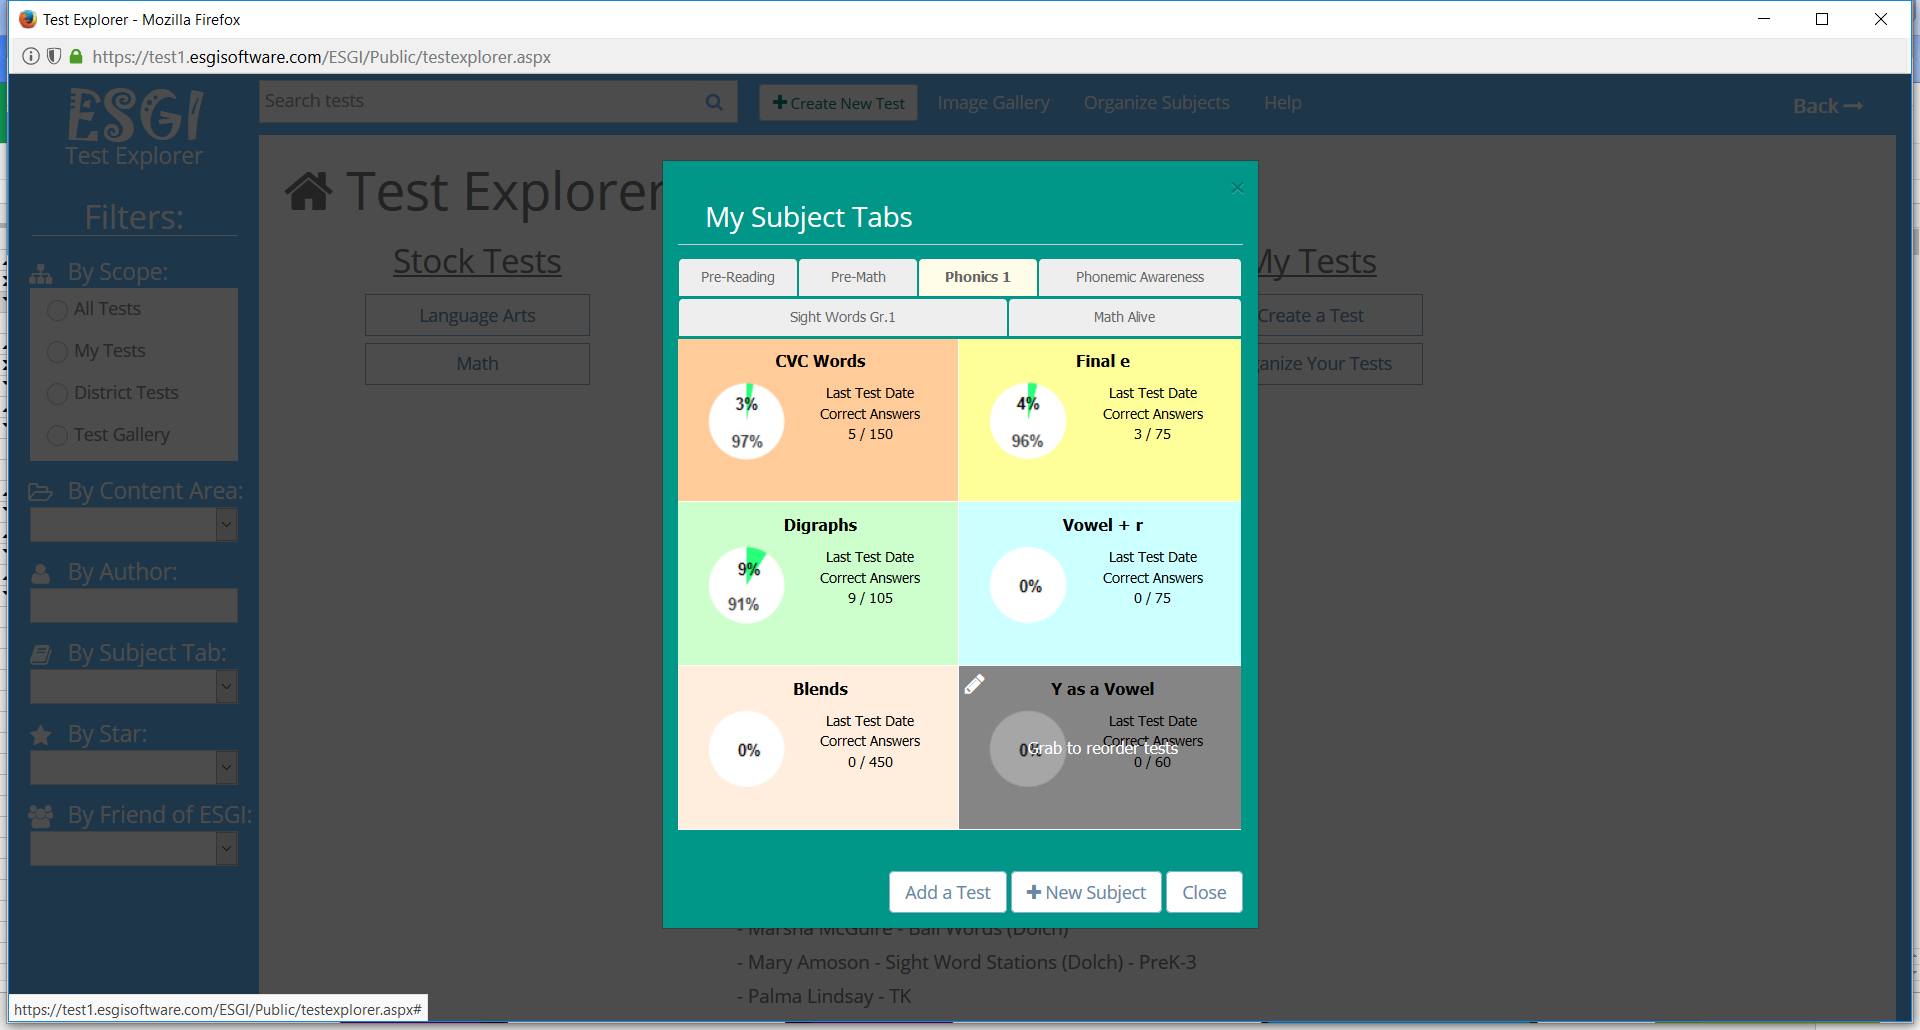 Test Explorer - Mozilla Firefox
https://test1.esgisoftware.com/ESGI/Public/testexplorer.aspx
ESGI
Test Explorer
Search tests
Create New Test
Image Gallery
Organize Subjects
Help
Back
Filters:
By Scope:
All Tests
My Tests
District Tests
Test Gallery
By Content Area:
By Author:
By Subject Tab:
By Star:
By Friend of ESGI:
Test Explorer
Stock Tests
Language Arts
Math
My Tests
Create a Test
anize Your Tests
My Subject Tabs
×
Pre-Reading
Pre-Math
Phonics 1
Phonemic Awareness
Sight Words Gr.1
Math Alive
CVC Words
3%
97%
Last Test Date
Correct Answers
5 / 150
Final e
4%
96%
Last Test Date
Correct Answers
3 / 75
Digraphs
9%
91%
Last Test Date
Correct Answers
9 / 105
Vowel + r
0%
Last Test Date
Correct Answers
0 / 75
Blends
0%
Last Test Date
Correct Answers
0 / 450
Y as a Vowel
0%
Last Test Date
Correct Answers
0 / 60
Grab to reorder tests
Add a Test
New Subject
Close
- Marsha McGuire - Ball Words (Dolch)
- Mary Amoson - Sight Word Stations (Dolch) - PreK-3
- Palma Lindsay - TK
https://test1.esgisoftware.com/ESGI/Public/testexplorer.aspx#